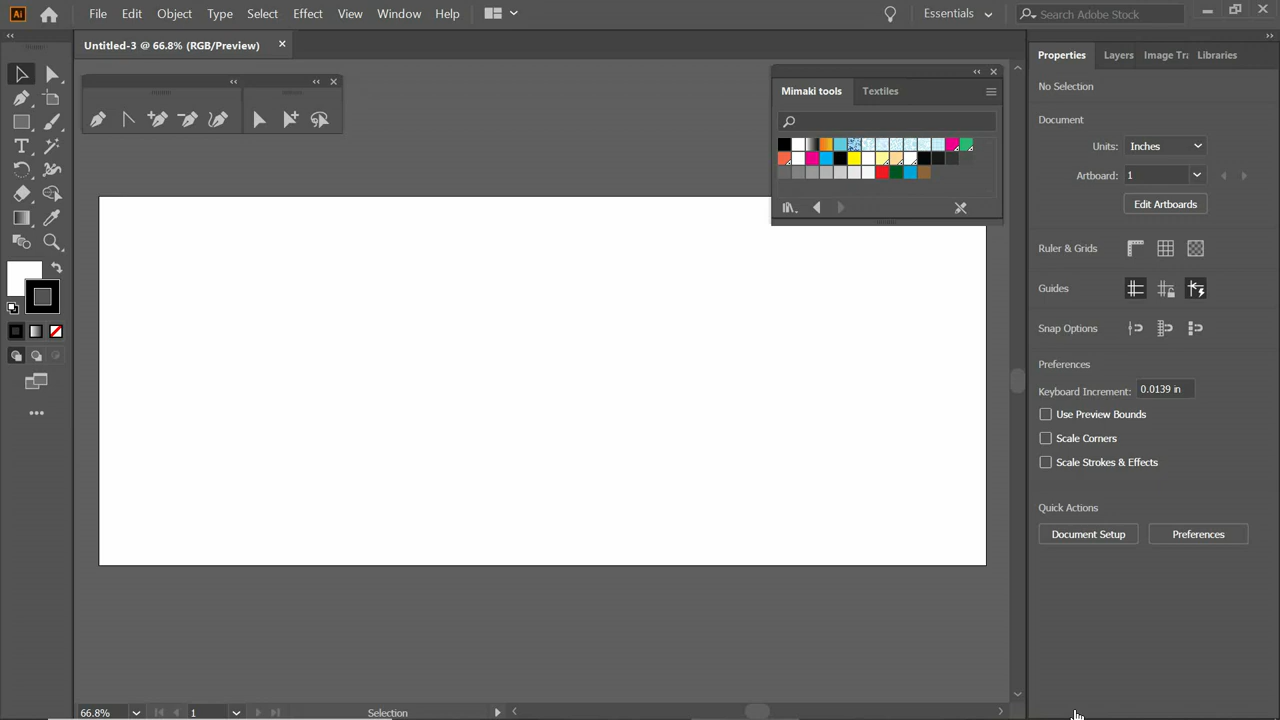 Ai File Edit Object Type Select Effect View Window Help Essentials Search Adobe Stock
Untitled-3 @ 66.8% (RGB/Preview)
Properties Layers Image Tr Libraries
No Selection
Mimaki tools Textiles
Document
Units: Inches
Artboard: 1
Edit Artboards
Ruler & Grids
Guides
Snap Options
Preferences
Keyboard Increment: 0.0139 in
Use Preview Bounds
Scale Corners
Scale Strokes & Effects
Quick Actions
Document Setup Preferences
66.8% 1 Selection